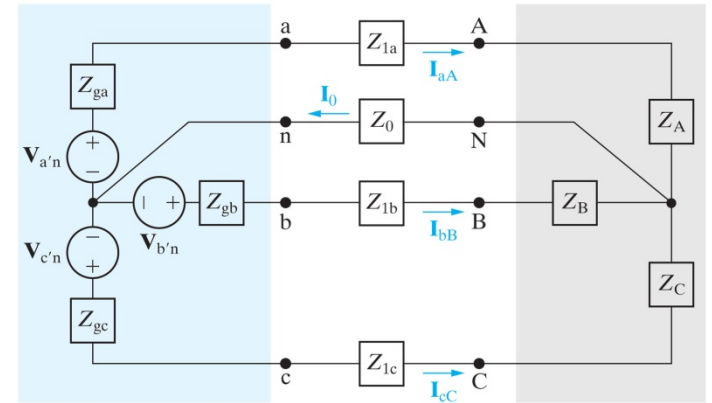 a Z1a A
IaA
Zga
I0
Z0
n N
ZA
Va′n
+
−
− +
Zgb
b Z1b B
ZB
Vb′n
IbB
Vc′n
−
+
ZC
Zgc
c Z1c C
IcC